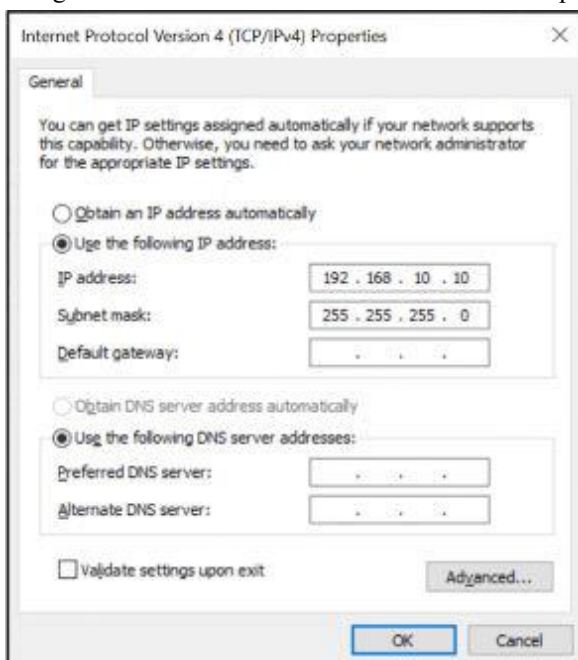 Internet Protocol Version 4 (TCP/IPv4) Properties
General
You can get IP settings assigned automatically if your network supports
this capability. Otherwise, you need to ask your network administrator
for the appropriate IP settings.
Obtain an IP address automatically
Use the following IP address:
IP address: 192 . 168 . 10 . 10
Subnet mask: 255 . 255 . 255 . 0
Default gateway: . . .
Obtain DNS server address automatically
Use the following DNS server addresses:
Preferred DNS server: . . .
Alternate DNS server: . . .
Validate settings upon exit
Advanced...
OK Cancel